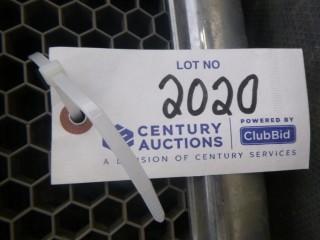 LOT NO
2020
CENTURY
AUCTIONS
POWERED BY
ClubBid
A DIVISION OF CENTURY SERVICES